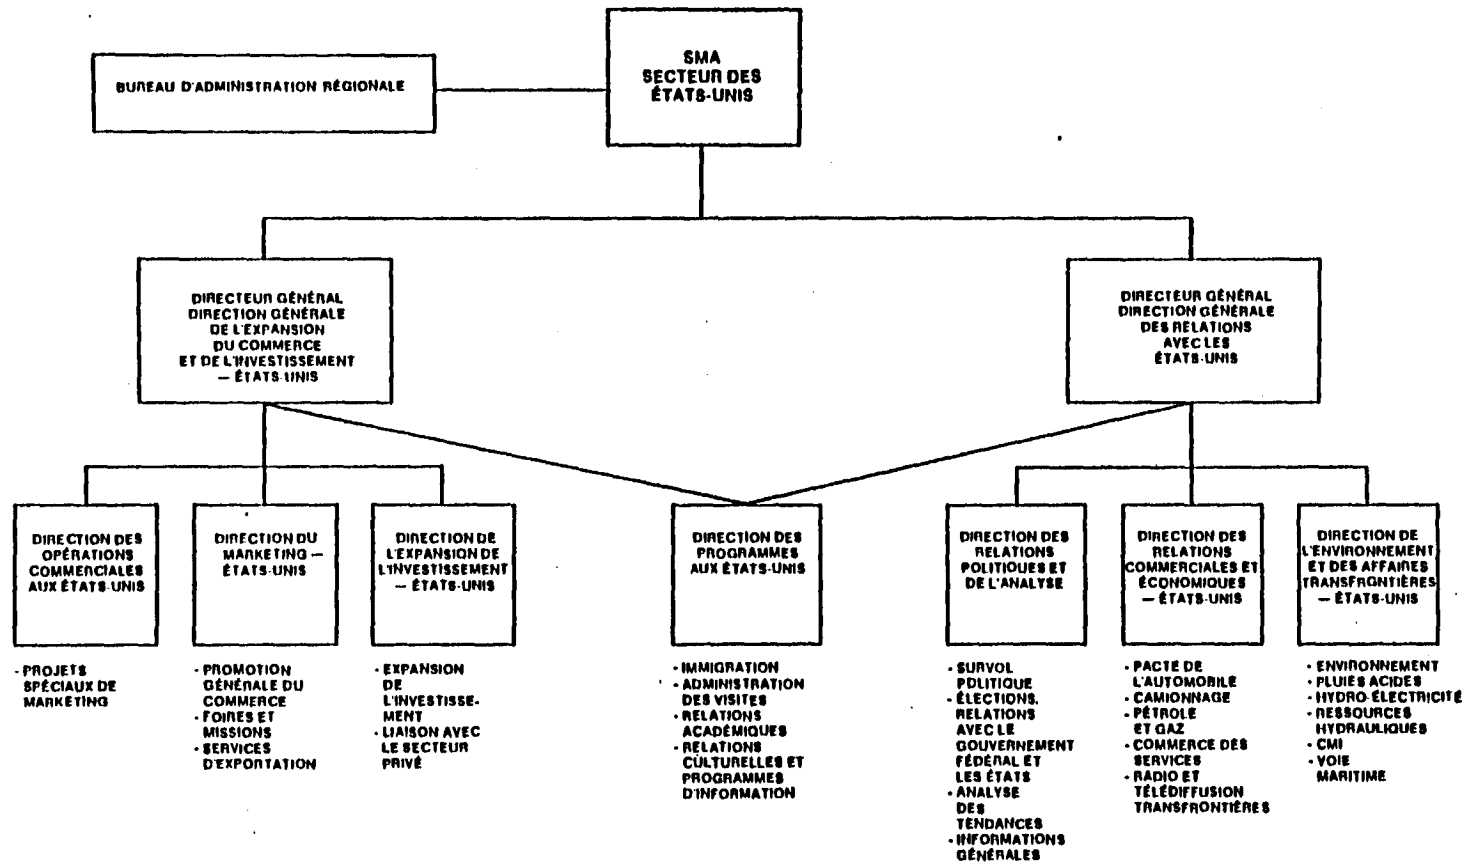 SMA
SECTEUR DES
ÉTATS-UNIS
BUREAU D'ADMINISTRATION RÉGIONALE
DIRECTEUR GÉNÉRAL
DIRECTION GÉNÉRALE
DE L'EXPANSION
DU COMMERCE
ET DE L'INVESTISSEMENT
— ÉTATS-UNIS
DIRECTEUR GÉNÉRAL
DIRECTION GÉNÉRALE
DES RELATIONS
AVEC LES
ÉTATS-UNIS
DIRECTION DES
OPÉRATIONS
COMMERCIALES
AUX ÉTATS-UNIS
- PROJETS
SPÉCIAUX DE
MARKETING
DIRECTION DU
MARKETING —
ÉTATS-UNIS
- PROMOTION
GÉNÉRALE DU
COMMERCE
- FOIRES ET
MISSIONS
- SERVICES
D'EXPORTATION
DIRECTION DE
L'EXPANSION DE
L'INVESTISSEMENT
— ÉTATS-UNIS
- EXPANSION
DE
L'INVESTISSE-
MENT
- LIAISON AVEC
LE SECTEUR
PRIVÉ
DIRECTION DES
PROGRAMMES
AUX ÉTATS-UNIS
- IMMIGRATION
- ADMINISTRATION
DES VISITES
- RELATIONS
ACADÉMIQUES
- RELATIONS
CULTURELLES ET
PROGRAMMES
D'INFORMATION
DIRECTION DES
RELATIONS
POLITIQUES ET
DE L'ANALYSE
- SURVOL
POLITIQUE
- ÉLECTIONS,
RELATIONS
AVEC LE
GOUVERNEMENT
FÉDÉRAL ET
LES ÉTATS
- ANALYSE
DES
TENDANCES
- INFORMATIONS
GÉNÉRALES
DIRECTION DES
RELATIONS
COMMERCIALES ET
ÉCONOMIQUES
— ÉTATS-UNIS
- PACTE DE
L'AUTOMOBILE
- CAMIONNAGE
- PÉTROLE
ET GAZ
- COMMERCE DES
SERVICES
- RADIO ET
TÉLÉDIFFUSION
TRANSFRONTIÈRES
DIRECTION DE
L'ENVIRONNEMENT
ET DES AFFAIRES
TRANSFRONTIÈRES
— ÉTATS-UNIS
- ENVIRONNEMENT
- PLUIES ACIDES
- HYDRO-ÉLECTRICITÉ
- RESSOURCES
HYDRAULIQUES
- CMI
- VOIE
MARITIME